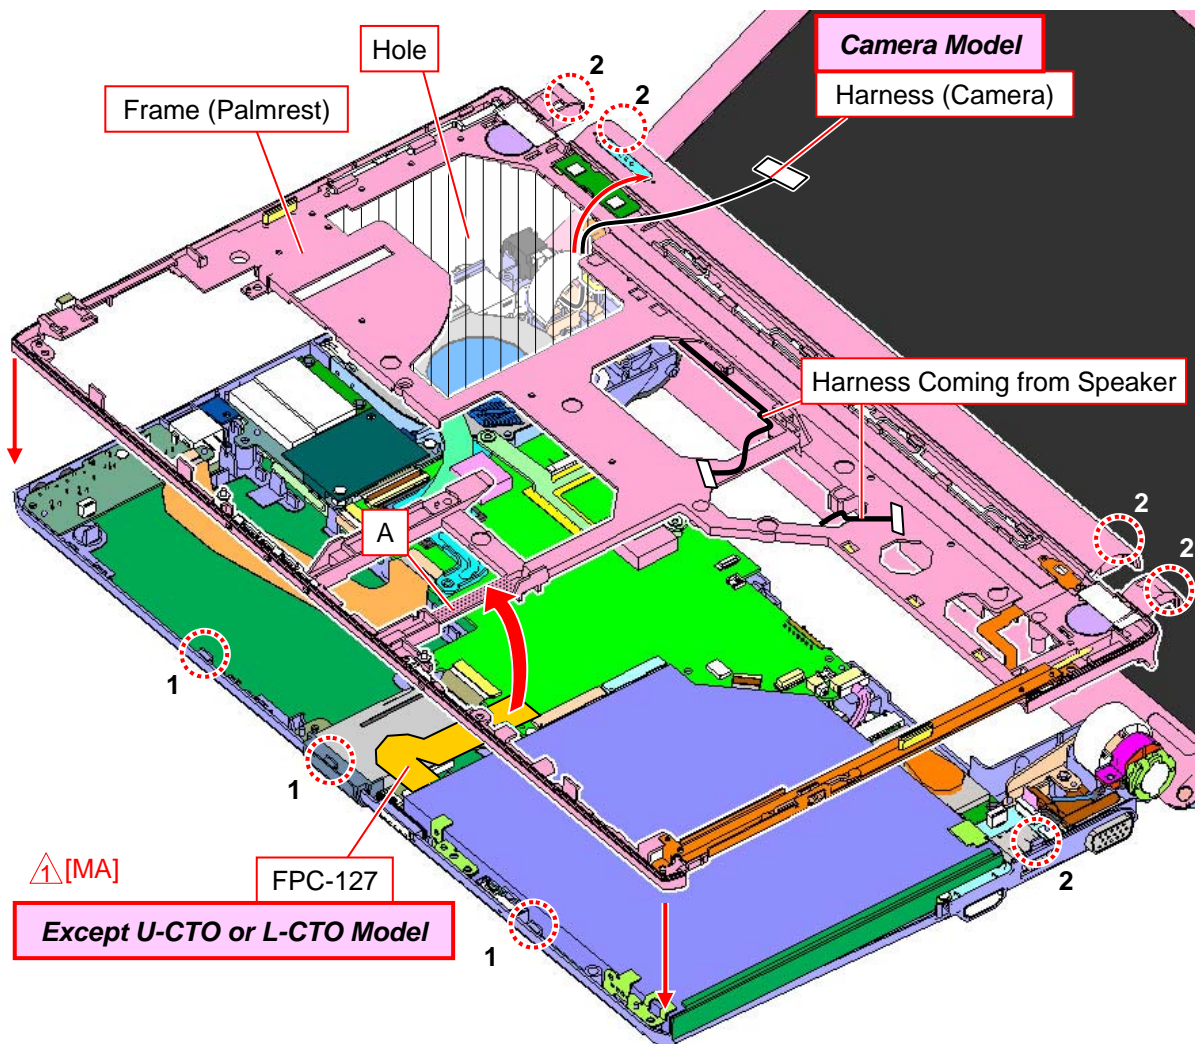 Hole
Camera Model
2
2
Harness (Camera)
Frame (Palmrest)
Harness Coming from Speaker
A
2
2
1
1
1 [MA]
FPC-127
2
Except U-CTO or L-CTO Model
1